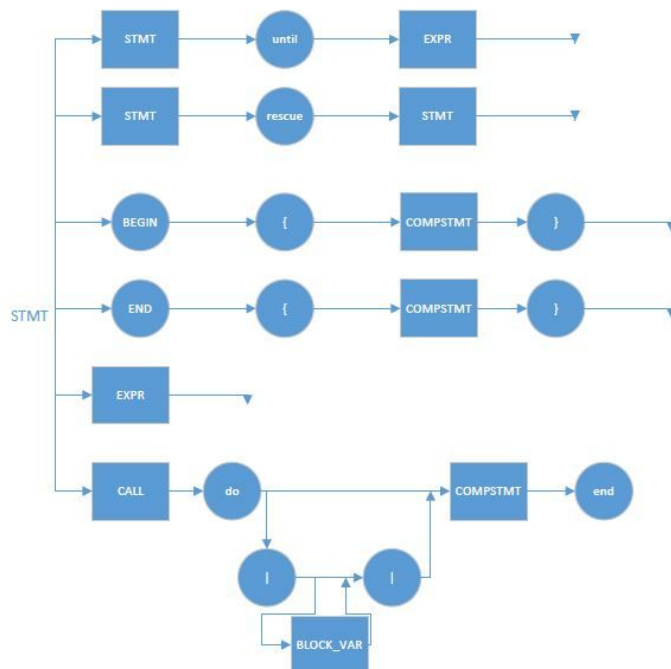 STMT until EXPR
STMT rescue STMT
BEGIN { COMPSTMT }
END { COMPSTMT }
STMT
EXPR
CALL do COMPSTMT end
| |
BLOCK_VAR